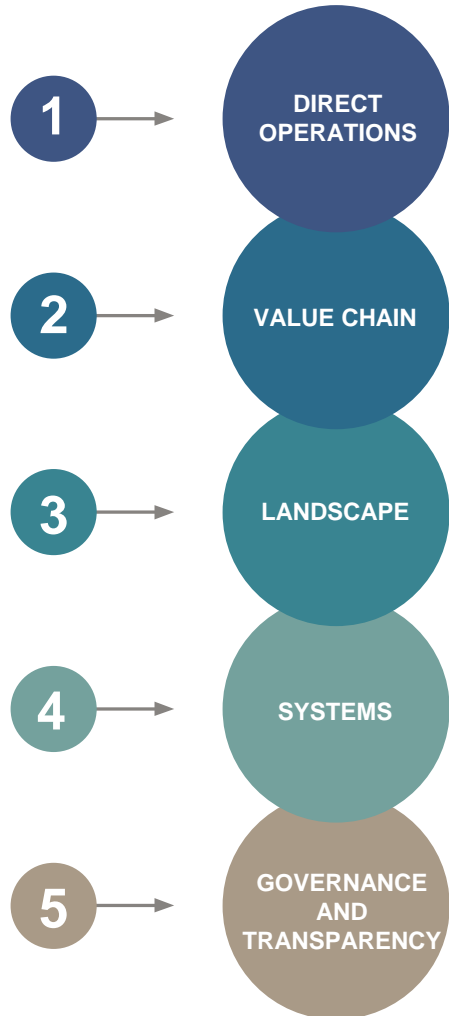 1
DIRECT
OPERATIONS
2
VALUE CHAIN
3
LANDSCAPE
4
SYSTEMS
5
GOVERNANCE
AND
TRANSPARENCY